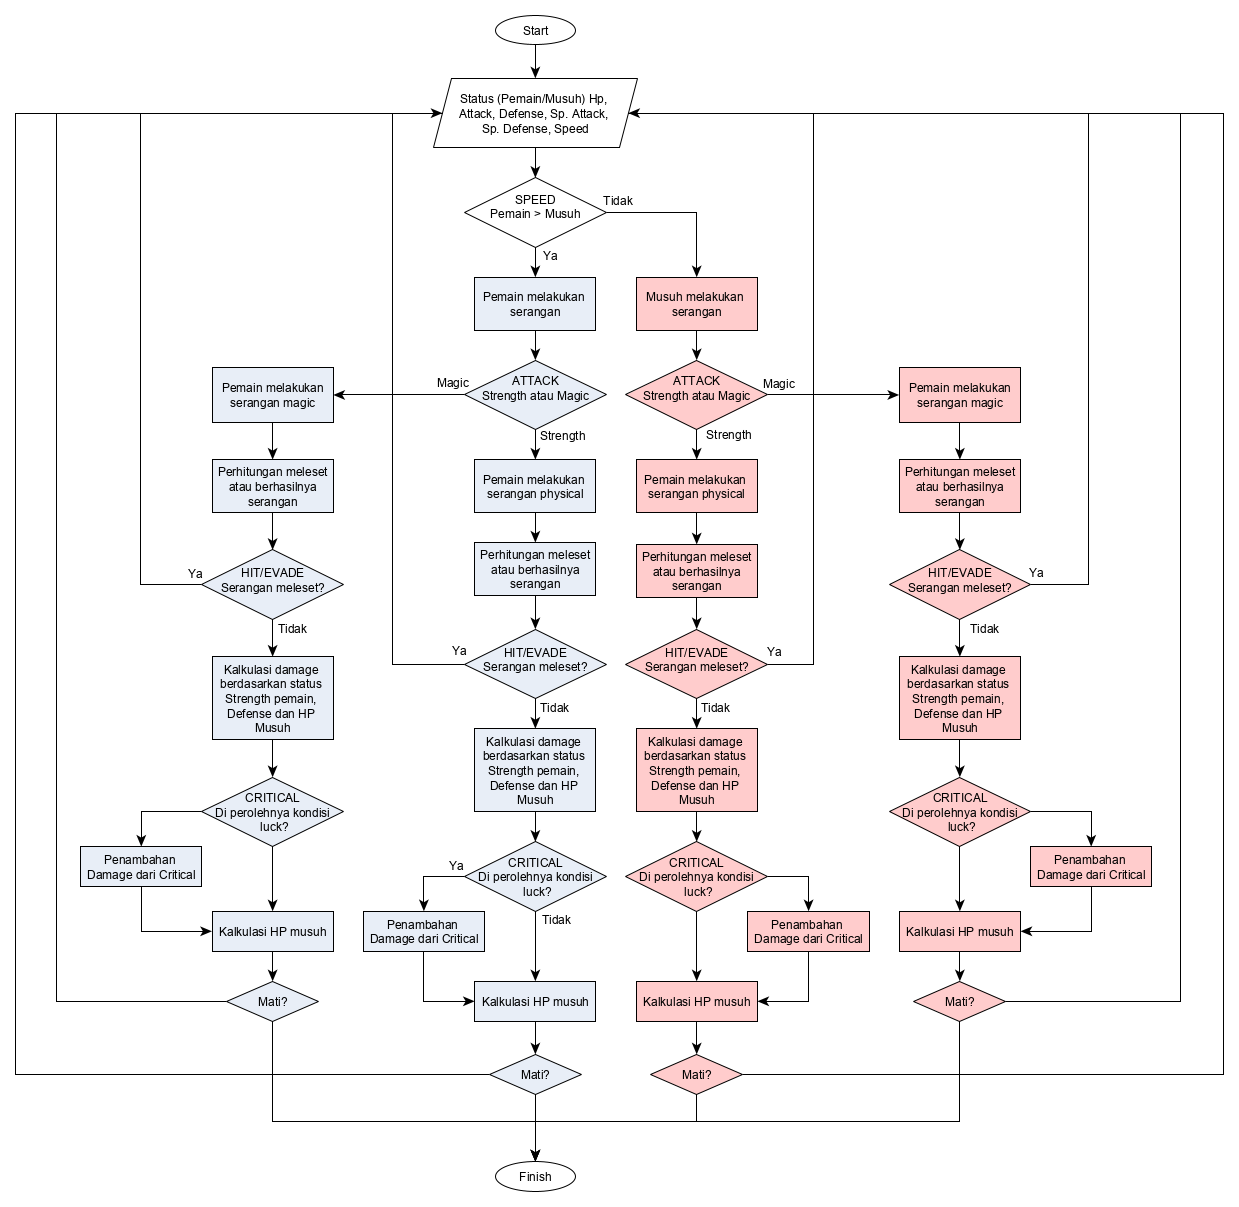 Start
Status (Pemain/Musuh) Hp,
Attack, Defense, Sp. Attack,
Sp. Defense, Speed
SPEED
Pemain > Musuh
Tidak
Ya
Pemain melakukan
serangan
Musuh melakukan
serangan
ATTACK
Strength atau Magic
Magic
Strength
ATTACK
Strength atau Magic
Magic
Strength
Pemain melakukan
serangan magic
Perhitungan meleset
atau berhasilnya
serangan
HIT/EVADE
Serangan meleset?
Ya
Tidak
Kalkulasi damage
berdasarkan status
Strength pemain,
Defense dan HP
Musuh
CRITICAL
Di perolehnya kondisi
luck?
Penambahan
Damage dari Critical
Kalkulasi HP musuh
Mati?
Pemain melakukan
serangan physical
Perhitungan meleset
atau berhasilnya
serangan
HIT/EVADE
Serangan meleset?
Ya
Tidak
Kalkulasi damage
berdasarkan status
Strength pemain,
Defense dan HP
Musuh
CRITICAL
Di perolehnya kondisi
luck?
Ya
Tidak
Penambahan
Damage dari Critical
Kalkulasi HP musuh
Mati?
Pemain melakukan
serangan physical
Perhitungan meleset
atau berhasilnya
serangan
HIT/EVADE
Serangan meleset?
Ya
Tidak
Kalkulasi damage
berdasarkan status
Strength pemain,
Defense dan HP
Musuh
CRITICAL
Di perolehnya kondisi
luck?
Penambahan
Damage dari Critical
Kalkulasi HP musuh
Mati?
Pemain melakukan
serangan magic
Perhitungan meleset
atau berhasilnya
serangan
HIT/EVADE
Serangan meleset?
Ya
Tidak
Kalkulasi damage
berdasarkan status
Strength pemain,
Defense dan HP
Musuh
CRITICAL
Di perolehnya kondisi
luck?
Penambahan
Damage dari Critical
Kalkulasi HP musuh
Mati?
Finish